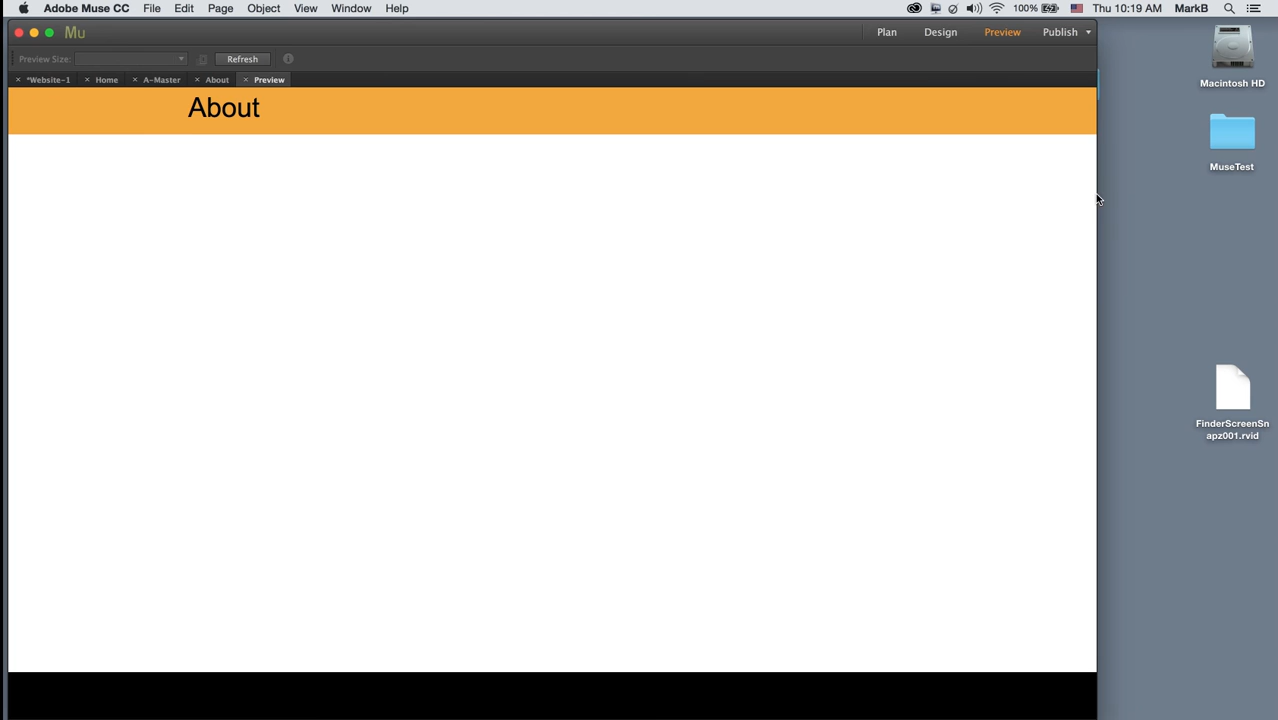 Adobe Muse CC File Edit Page Object View Window Help 100% Thu 10:19 AM MarkB
Mu Plan Design Preview Publish
Preview Size: Refresh
*Website-1 Home A-Master About Preview
About
Macintosh HD
MuseTest
FinderScreenSn
apz001.rvid